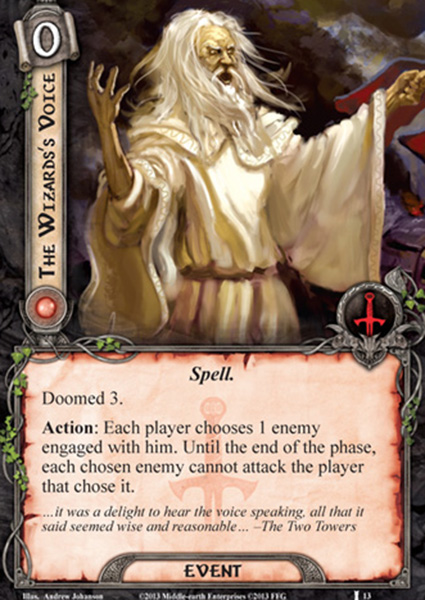 0
THE WIZARDS'S VOICE
Spell.
Doomed 3.
Action: Each player chooses 1 enemy
engaged with him. Until the end of the phase,
each chosen enemy cannot attack the player
that chose it.
…it was a delight to hear the voice speaking, all that it
said seemed wise and reasonable… –The Two Towers
EVENT
Illus. Andrew Johanson
©2013 Middle-earth Enterprises ©2013 FFG
13